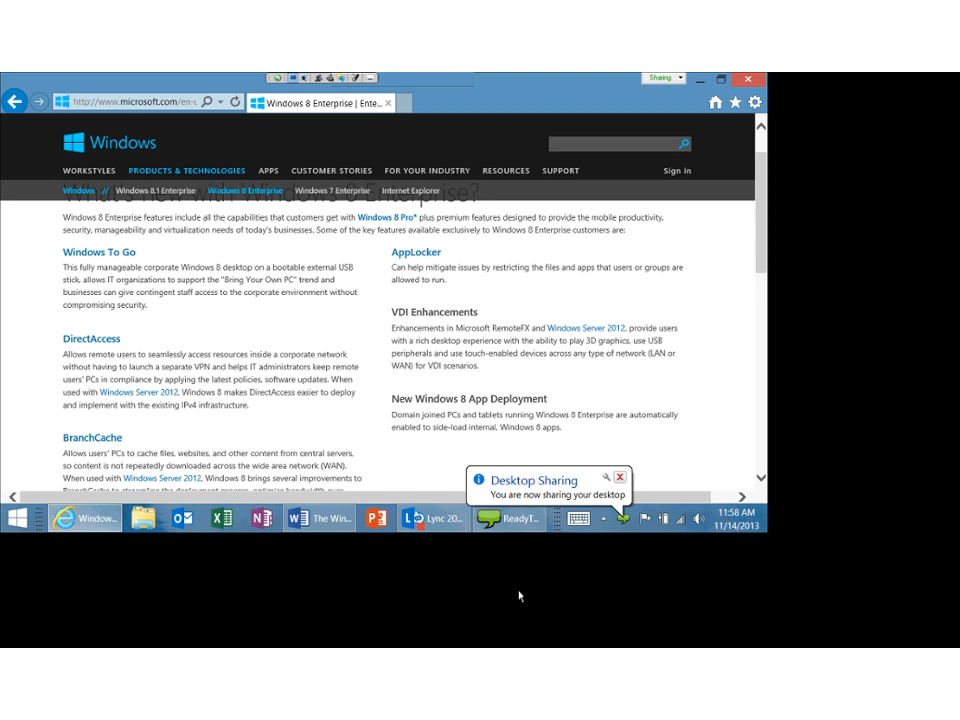 Sharing
http://www.microsoft.com/en-u
Windows 8 Enterprise | Ente...
Windows
WORKSTYLES PRODUCTS & TECHNOLOGIES APPS CUSTOMER STORIES FOR YOUR INDUSTRY RESOURCES SUPPORT Sign in
What's new with Windows 8 Enterprise?
Windows // Windows 8.1 Enterprise Windows 8 Enterprise Windows 7 Enterprise Internet Explorer
Windows 8 Enterprise features include all the capabilities that customers get with Windows 8 Pro* plus premium features designed to provide the mobile productivity,
security, manageability and virtualization needs of today's businesses. Some of the key features available exclusively to Windows 8 Enterprise customers are:
Windows To Go
This fully manageable corporate Windows 8 desktop on a bootable external USB
stick, allows IT organizations to support the "Bring Your Own PC" trend and
businesses can give contingent staff access to the corporate environment without
compromising security.
DirectAccess
Allows remote users to seamlessly access resources inside a corporate network
without having to launch a separate VPN and helps IT administrators keep remote
users' PCs in compliance by applying the latest policies, software updates. When
used with Windows Server 2012, Windows 8 makes DirectAccess easier to deploy
and implement with the existing IPv4 infrastructure.
BranchCache
Allows users' PCs to cache files, websites, and other content from central servers,
so content is not repeatedly downloaded across the wide area network (WAN).
When used with Windows Server 2012, Windows 8 brings several improvements to
BranchCache to streamline the deployment process, optimize bandwidth over
AppLocker
Can help mitigate issues by restricting the files and apps that users or groups are
allowed to run.
VDI Enhancements
Enhancements in Microsoft RemoteFX and Windows Server 2012, provide users
with a rich desktop experience with the ability to play 3D graphics, use USB
peripherals and use touch-enabled devices across any type of network (LAN or
WAN) for VDI scenarios.
New Windows 8 App Deployment
Domain joined PCs and tablets running Windows 8 Enterprise are automatically
enabled to side-load internal, Windows 8 apps.
Desktop Sharing
You are now sharing your desktop
Window...
The Win...
Lync 20...
ReadyT...
11:58 AM
11/14/2013